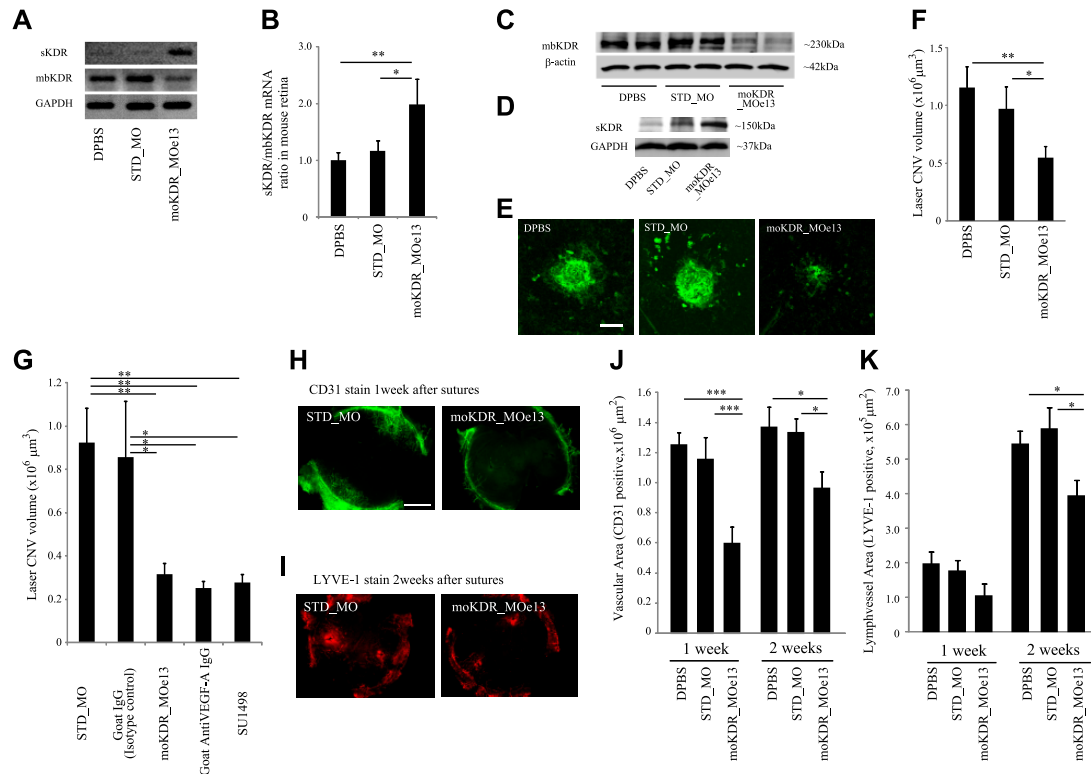 A
sKDR
mbKDR
GAPDH
DPBS
STD_MO
moKDR_MOe13
B
sKDR/mbKDR mRNA
ratio in mouse retina
3.0
2.0
1.0
0.0
**
*
DPBS
STD_MO
moKDR_MOe13
C
mbKDR
~230kDa
β-actin
~42kDa
DPBS
STD_MO
moKDR
_MOe13
D
sKDR
~150kDa
GAPDH
~37kDa
DPBS
STD_MO
moKDR
_MOe13
E
DPBS
STD_MO
moKDR_MOe13
F
Laser CNV volume (x10⁶ μm³)
1.5
1.0
0.5
0
**
*
DPBS
STD_MO
moKDR_MOe13
G
Laser CNV volume (x10⁶ μm³)
1.2
1.0
0.8
0.6
0.4
0.2
0
**
**
**
*
*
*
STD_MO
Goat IgG
(Isotype control)
moKDR_MOe13
Goat AntiVEGF-A IgG
SU1498
H
CD31 stain 1week after sutures
STD_MO
moKDR_MOe13
I
LYVE-1 stain 2weeks after sutures
STD_MO
moKDR_MOe13
J
Vascular Area (CD31 positive,x10⁶ μm²)
1.6
1.4
1.2
1.6
0.8
0.6
0.4
0.2
0
***
***
*
*
1 week
2 weeks
DPBS
STD_MO
moKDR_MOe13
DPBS
STD_MO
moKDR_MOe13
K
Lymphvessel Area (LYVE-1 positive, x10⁵ μm²)
7.0
6.0
5.0
4.0
3.0
2.0
1.0
0
*
*
1 week
2 weeks
DPBS
STD_MO
moKDR_MOe13
DPBS
STD_MO
moKDR_MOe13